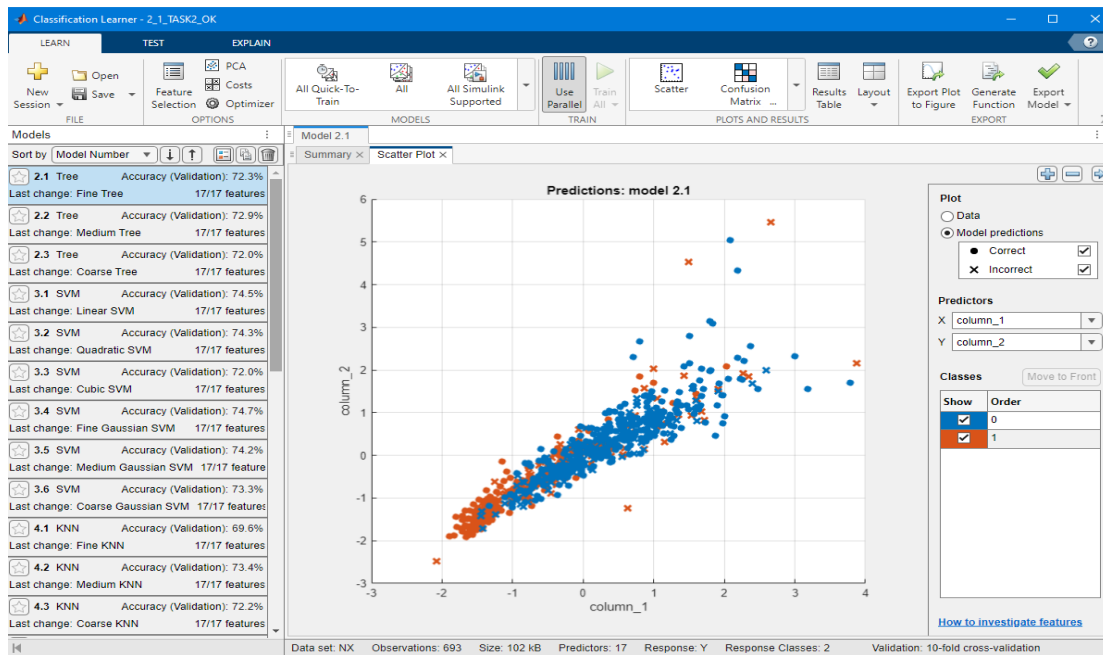 Classification Learner - 2_1_TASK2_OK
LEARN TEST EXPLAIN
New Session
Open
Save
FILE
Feature Selection
PCA
Costs
Optimizer
OPTIONS
All Quick-To-Train
All
All Simulink Supported
MODELS
Use Parallel
Train All
TRAIN
Scatter
Confusion Matrix ...
Results Table
Layout
PLOTS AND RESULTS
Export Plot to Figure
Generate Function
Export Model
EXPORT
Models
Sort by Model Number
2.1 Tree Accuracy (Validation): 72.3%
Last change: Fine Tree 17/17 features
2.2 Tree Accuracy (Validation): 72.9%
Last change: Medium Tree 17/17 features
2.3 Tree Accuracy (Validation): 72.0%
Last change: Coarse Tree 17/17 features
3.1 SVM Accuracy (Validation): 74.5%
Last change: Linear SVM 17/17 features
3.2 SVM Accuracy (Validation): 74.3%
Last change: Quadratic SVM 17/17 features
3.3 SVM Accuracy (Validation): 72.0%
Last change: Cubic SVM 17/17 features
3.4 SVM Accuracy (Validation): 74.7%
Last change: Fine Gaussian SVM 17/17 features
3.5 SVM Accuracy (Validation): 74.2%
Last change: Medium Gaussian SVM 17/17 feature
3.6 SVM Accuracy (Validation): 73.3%
Last change: Coarse Gaussian SVM 17/17 features
4.1 KNN Accuracy (Validation): 69.6%
Last change: Fine KNN 17/17 features
4.2 KNN Accuracy (Validation): 73.4%
Last change: Medium KNN 17/17 features
4.3 KNN Accuracy (Validation): 72.2%
Last change: Coarse KNN 17/17 features
Model 2.1
Summary Scatter Plot
Predictions: model 2.1
6
5
4
3
2
1
0
-1
-2
-3
column_2
-3 -2 -1 0 1 2 3 4
column_1
Plot
Data
Model predictions
Correct
Incorrect
Predictors
X column_1
Y column_2
Classes Move to Front
Show Order
0
1
How to investigate features
Data set: NX Observations: 693 Size: 102 kB Predictors: 17 Response: Y Response Classes: 2 Validation: 10-fold cross-validation